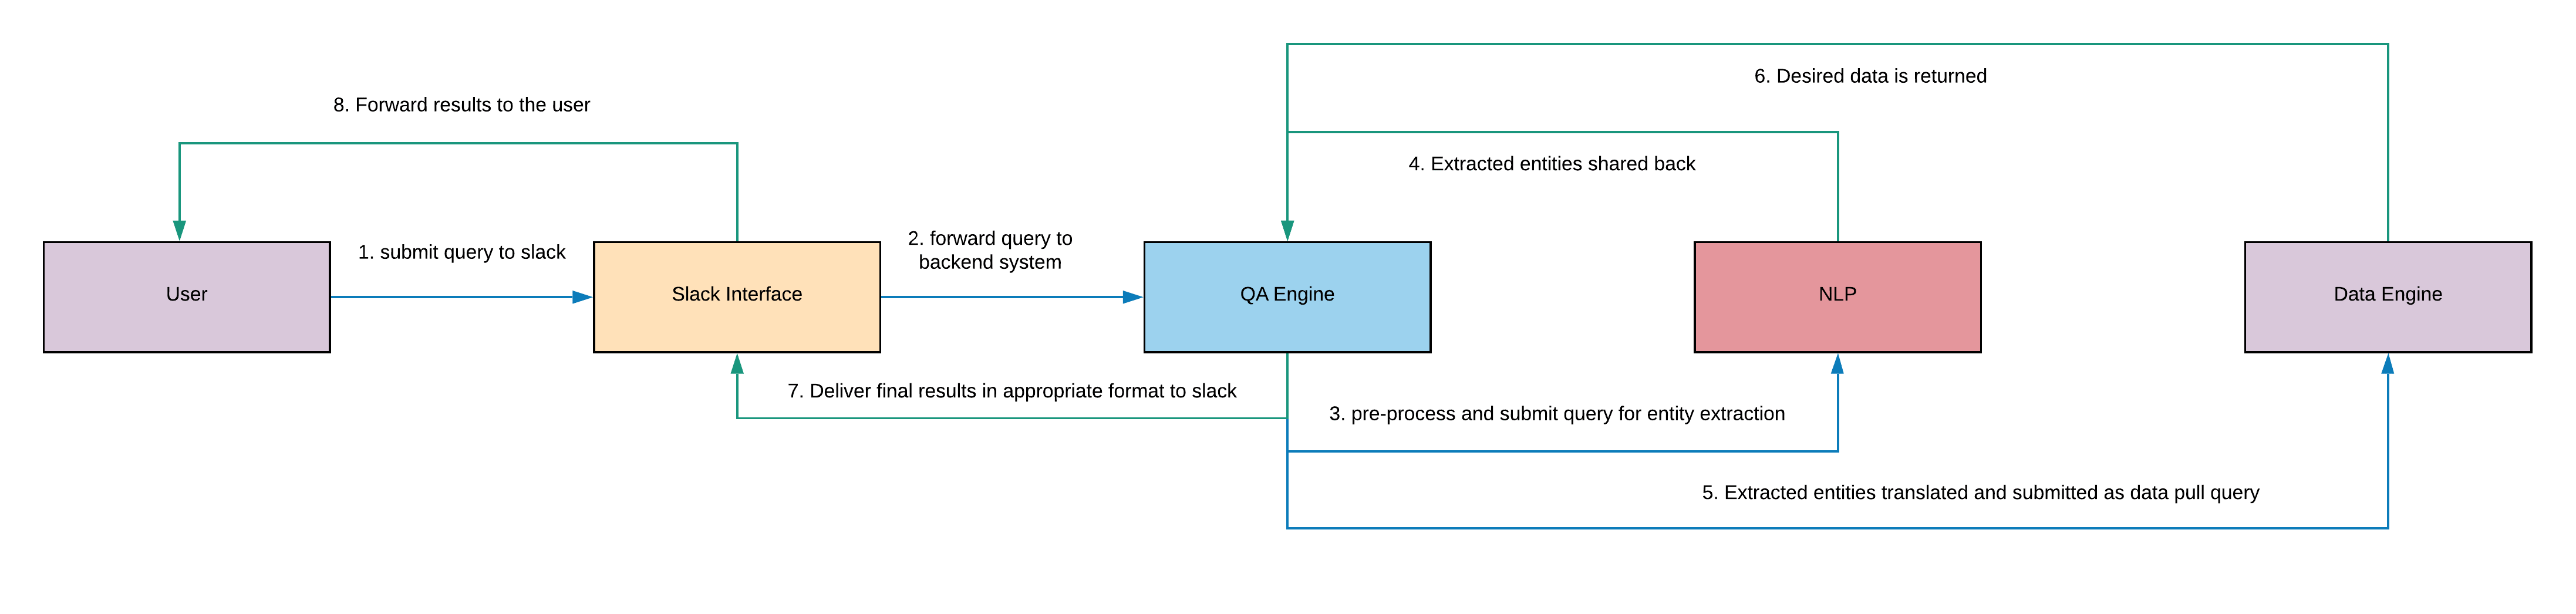 6. Desired data is returned
8. Forward results to the user
4. Extracted entities shared back
1. submit query to slack
2. forward query to
backend system
User
Slack Interface
QA Engine
NLP
Data Engine
7. Deliver final results in appropriate format to slack
3. pre-process and submit query for entity extraction
5. Extracted entities translated and submitted as data pull query